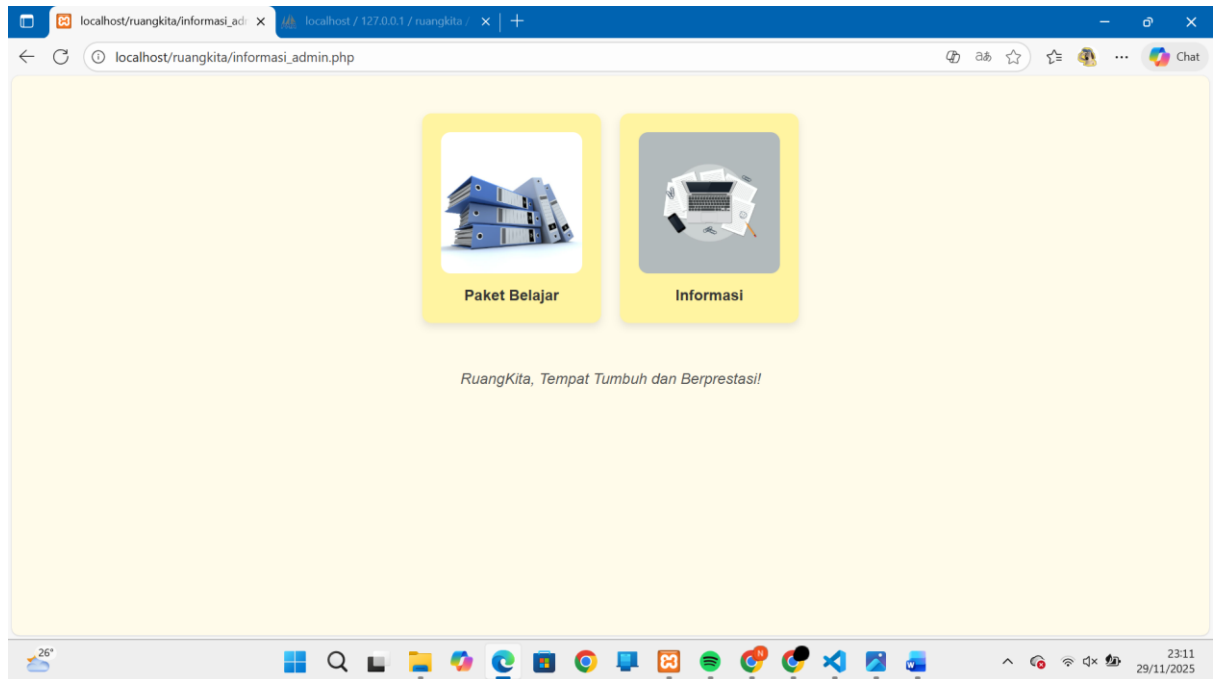 localhost/ruangkita/informasi_adr
localhost / 127.0.0.1 / ruangkita /
localhost/ruangkita/informasi_admin.php
Chat
Paket Belajar
Informasi
RuangKita, Tempat Tumbuh dan Berprestasi!
26°
23:11
29/11/2025